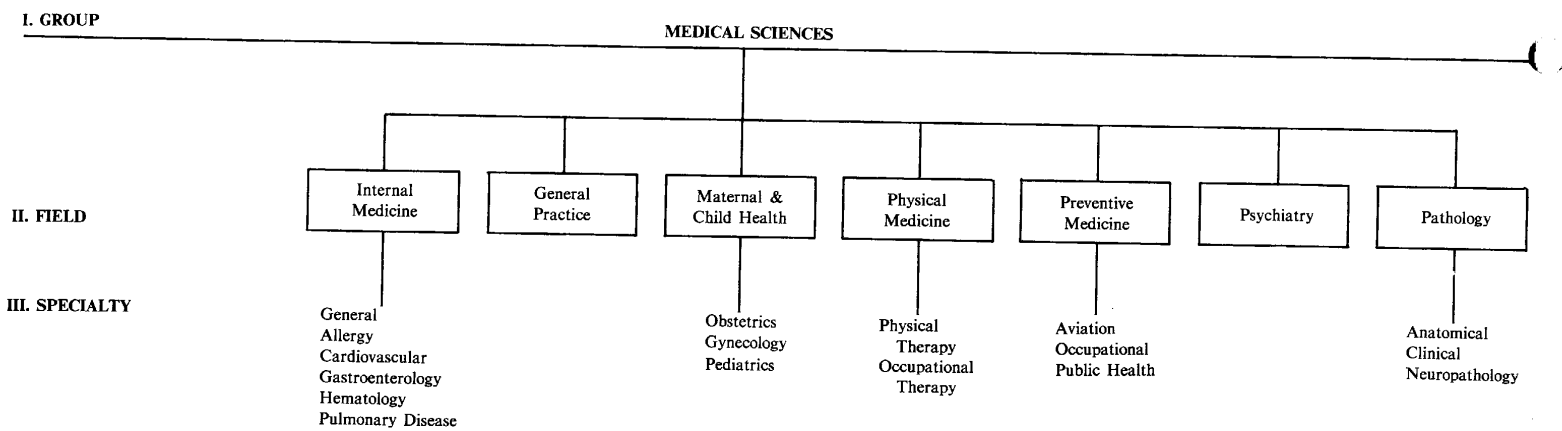 I. GROUP
MEDICAL SCIENCES
II. FIELD
Internal
Medicine
General
Practice
Maternal &
Child Health
Physical
Medicine
Preventive
Medicine
Psychiatry
Pathology
III. SPECIALTY
General
Allergy
Cardiovascular
Gastroenterology
Hematology
Pulmonary Disease
Obstetrics
Gynecology
Pediatrics
Physical
Therapy
Occupational
Therapy
Aviation
Occupational
Public Health
Anatomical
Clinical
Neuropathology